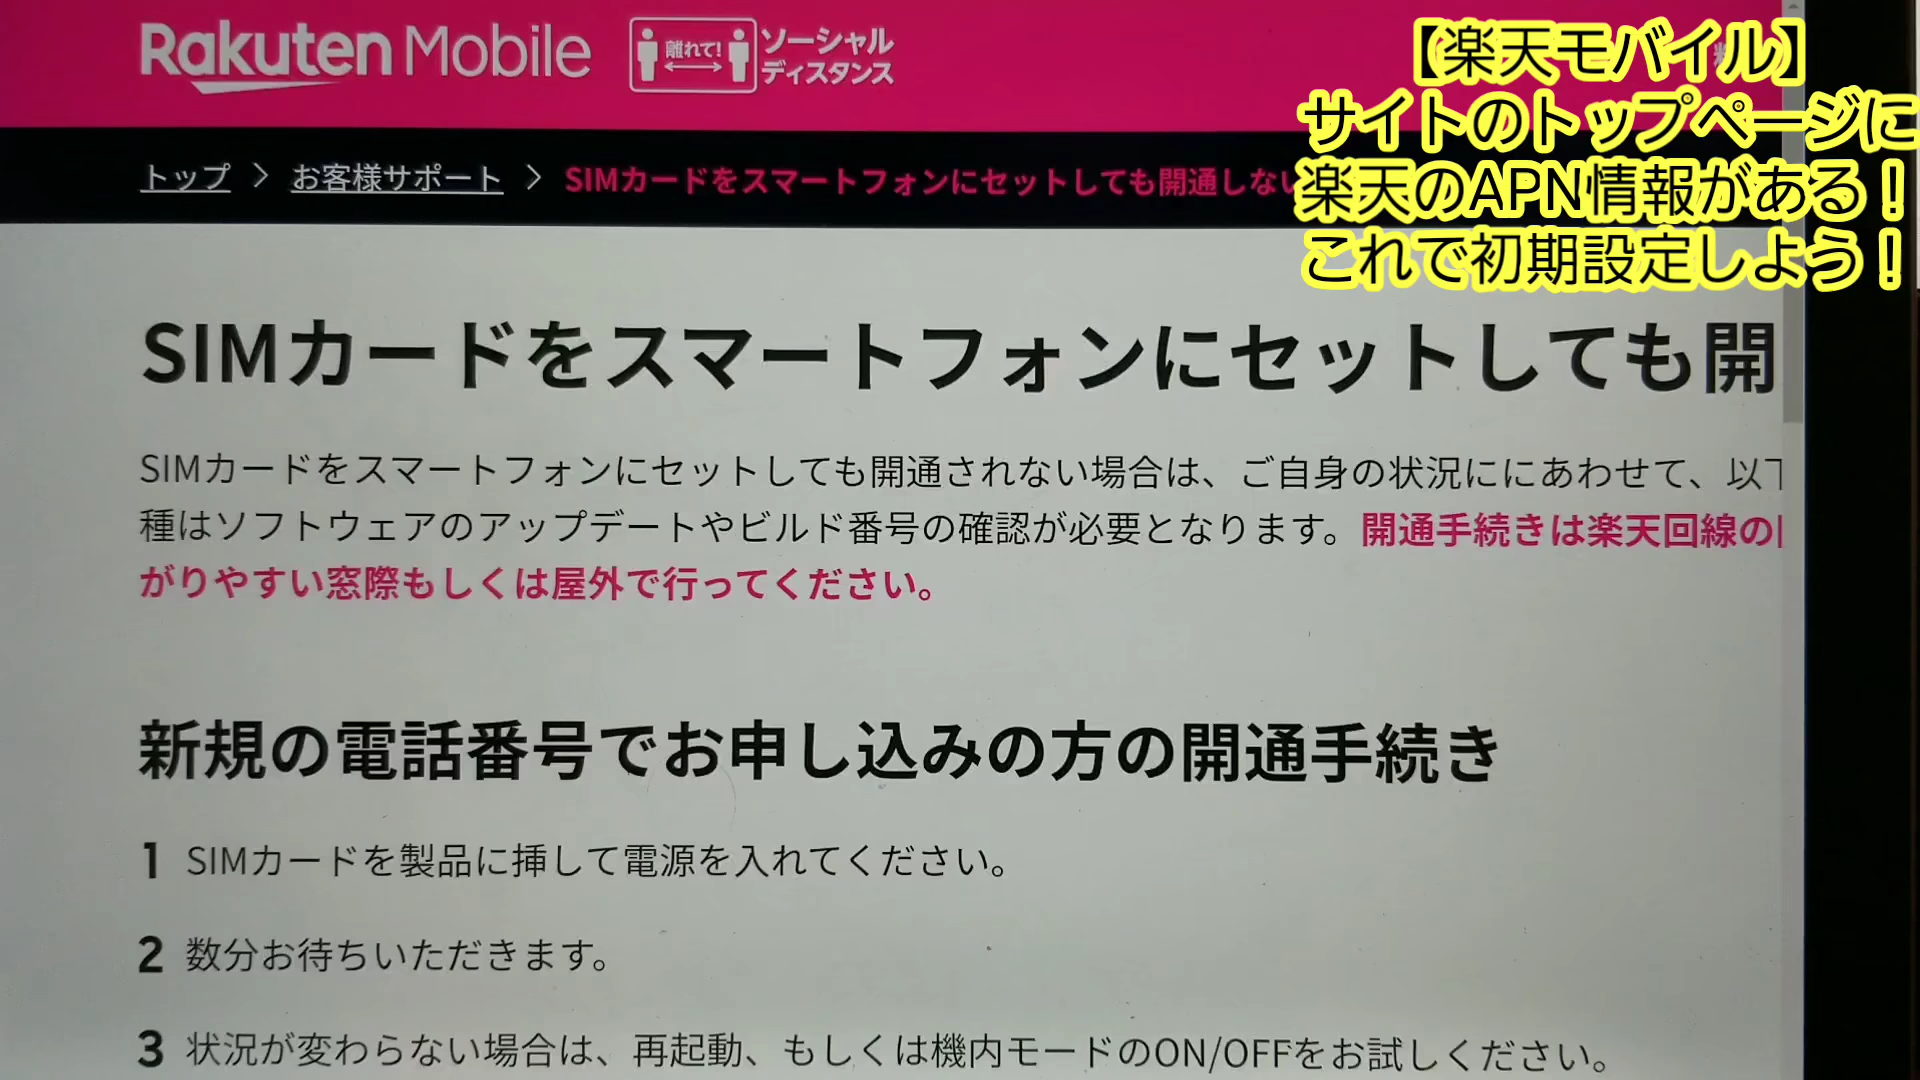 Rakuten Mobile
離れて!
ソーシャル
ディスタンス
【楽天モバイル】
サイトのトップページに
楽天のAPN情報がある！
これで初期設定しよう！
トップ > お客様サポート > SIMカードをスマートフォンにセットしても開通しない
SIMカードをスマートフォンにセットしても開
SIMカードをスマートフォンにセットしても開通されない場合は、ご自身の状況ににあわせて、以下
種はソフトウェアのアップデートやビルド番号の確認が必要となります。開通手続きは楽天回線の
がりやすい窓際もしくは屋外で行ってください。
新規の電話番号でお申し込みの方の開通手続き
1 SIMカードを製品に挿して電源を入れてください。
2 数分お待ちいただきます。
3 状況が変わらない場合は、再起動、もしくは機内モードのON/OFFをお試しください。